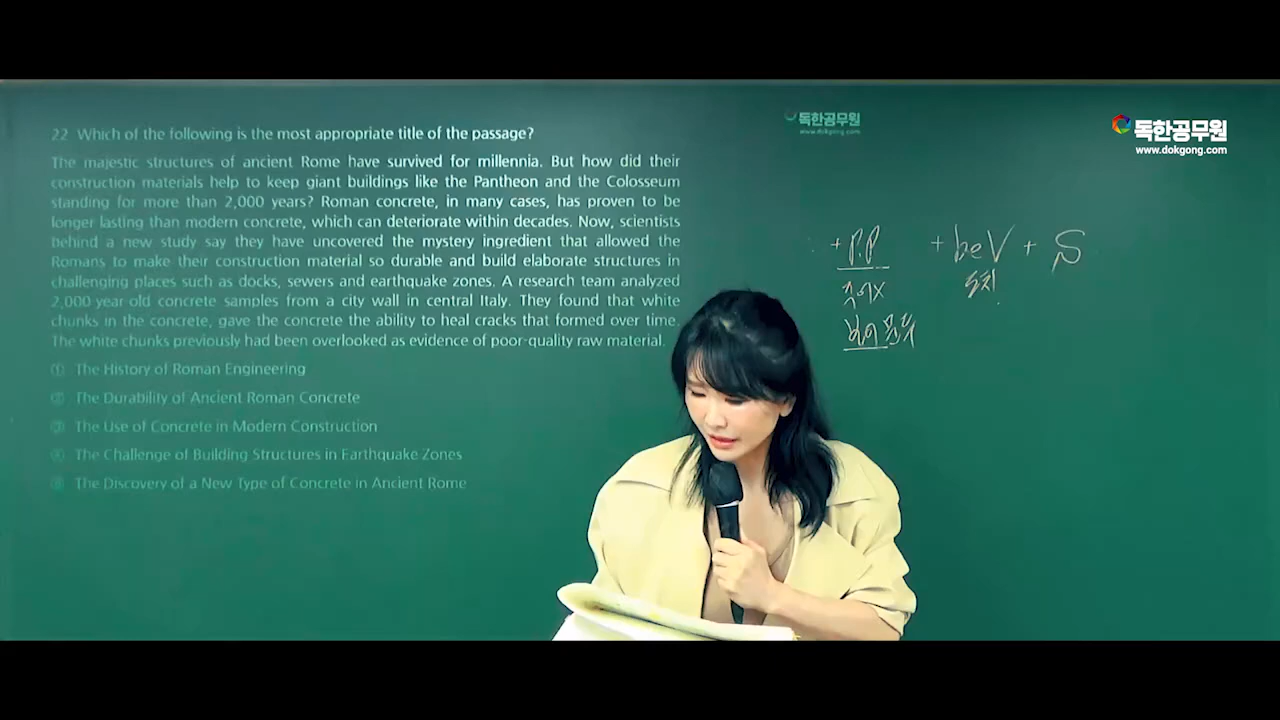 독한공무원
www.dokgong.com
독한공무원
www.dokgong.com
22 Which of the following is the most appropriate title of the passage?
The majestic structures of ancient Rome have survived for millennia. But how did their
construction materials help to keep giant buildings like the Pantheon and the Colosseum
standing for more than 2,000 years? Roman concrete, in many cases, has proven to be
longer lasting than modern concrete, which can deteriorate within decades. Now, scientists
behind a new study say they have uncovered the mystery ingredient that allowed the
Romans to make their construction material so durable and build elaborate structures in
challenging places such as docks, sewers and earthquake zones. A research team analyzed
2,000-year-old concrete samples from a city wall in central Italy. They found that white
chunks in the concrete, gave the concrete the ability to heal cracks that formed over time.
The white chunks previously had been overlooked as evidence of poor-quality raw material.
① The History of Roman Engineering
② The Durability of Ancient Roman Concrete
③ The Use of Concrete in Modern Construction
④ The Challenge of Building Structures in Earthquake Zones
⑤ The Discovery of a New Type of Concrete in Ancient Rome
+ P.P + beV + S
주어X 도치
보어 문두